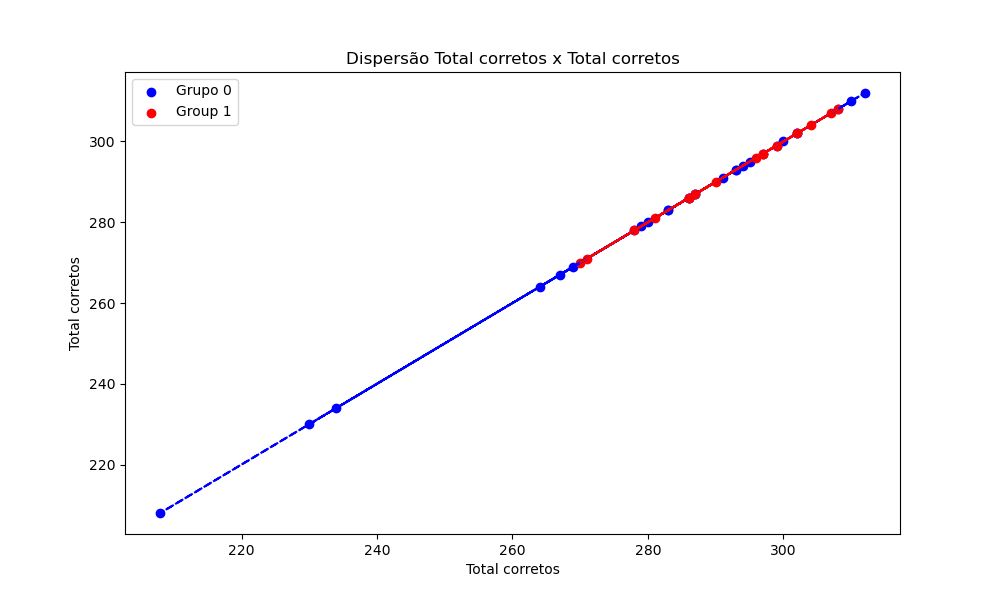 Dispersão Total corretos x Total corretos
Grupo 0
Group 1
300
280
260
240
220
Total corretos
220 240 260 280 300
Total corretos